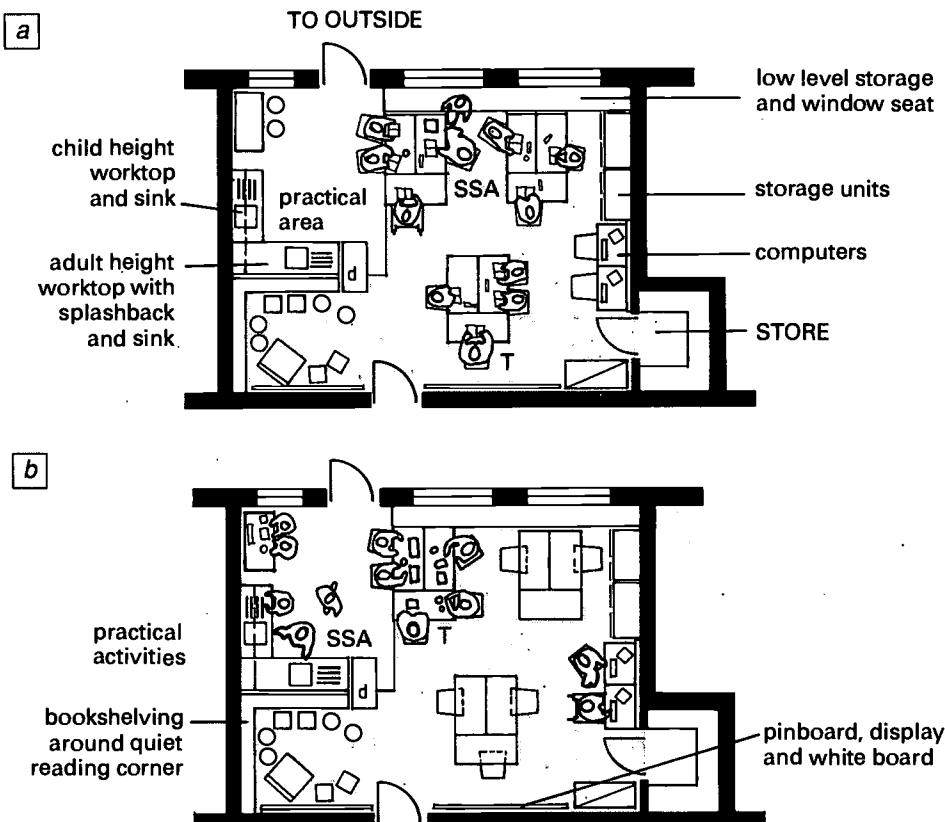 a
TO OUTSIDE
low level storage
and window seat
child height
worktop
and sink
practical
area
SSA
storage units
computers
adult height
worktop with
splashback
and sink
d
STORE
T
b
practical
activities
SSA
T
d
bookshelving
around quiet
reading corner
pinboard, display
and white board